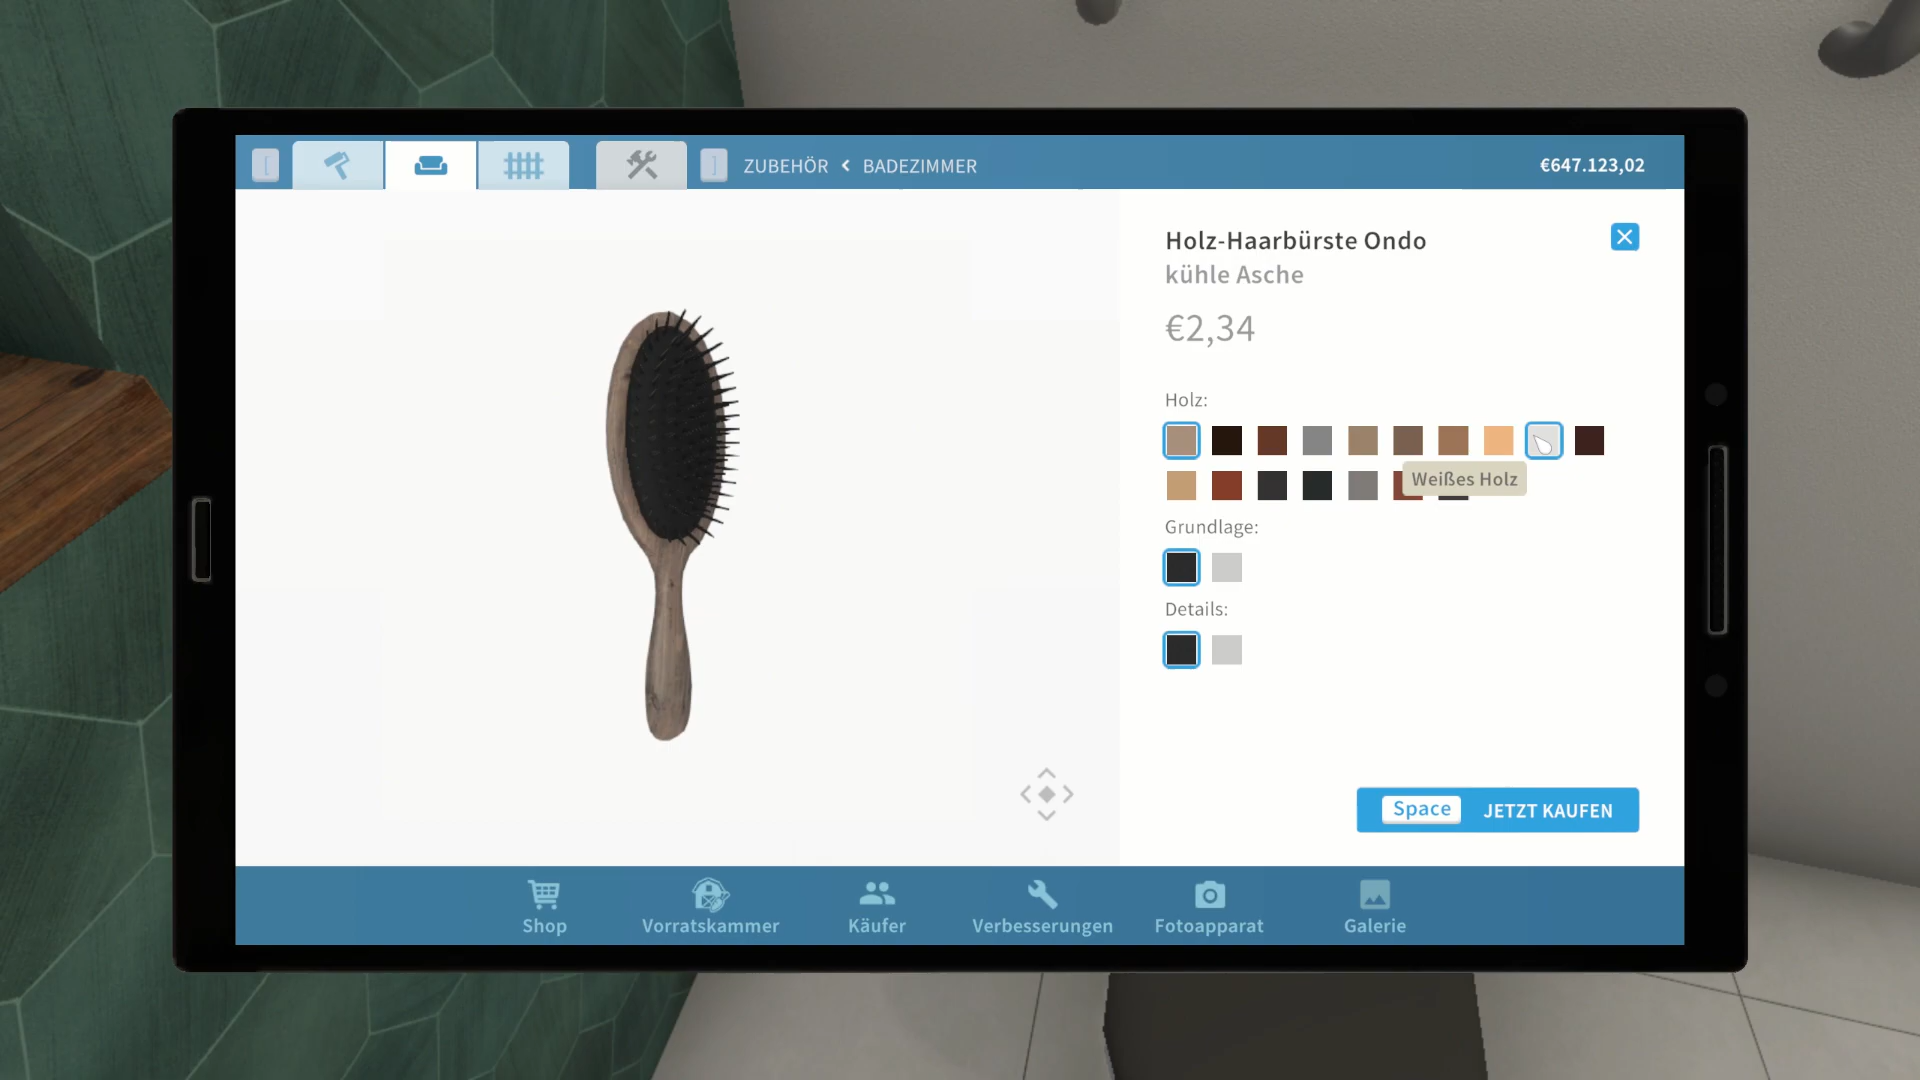 [
]
ZUBEHÖR < BADEZIMMER
€647.123,02
Holz-Haarbürste Ondo
kühle Asche
€2,34
Holz:
Weißes Holz
Grundlage:
Details:
Space JETZT KAUFEN
Shop
Vorratskammer
Käufer
Verbesserungen
Fotoapparat
Galerie